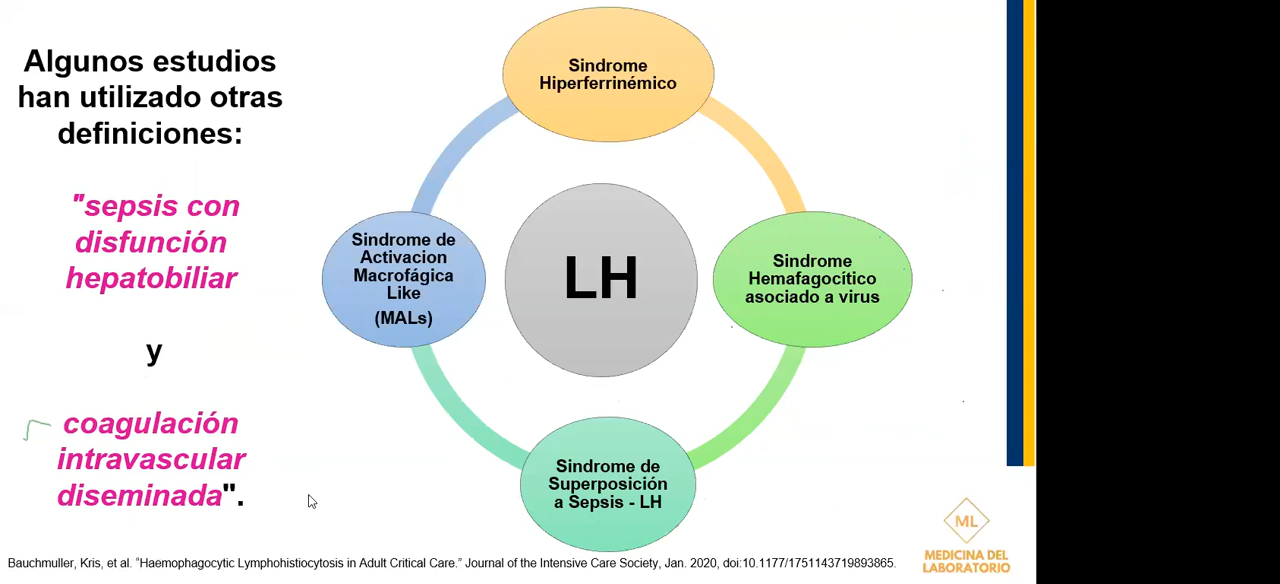 Algunos estudios
han utilizado otras
definiciones:
"sepsis con
disfunción
hepatobiliar
y
coagulación
intravascular
diseminada".
Sindrome
Hiperferrinémico
Sindrome de
Activacion
Macrofágica
Like
(MALs)
LH
Sindrome
Hemafagocítico
asociado a virus
Sindrome de
Superposición
a Sepsis - LH
Bauchmuller, Kris, et al. “Haemophagocytic Lymphohistiocytosis in Adult Critical Care.” Journal of the Intensive Care Society, Jan. 2020, doi:10.1177/1751143719893865.
ML
MEDICINA DEL
LABORATORIO